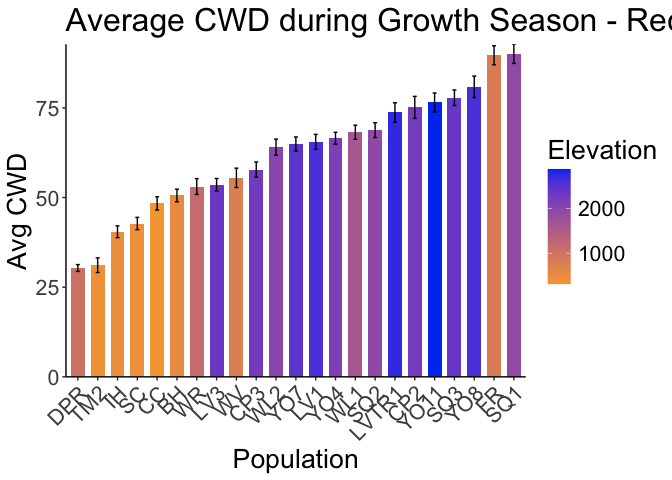 Average CWD during Growth Season - Rec
Avg CWD
75
50
25
0
DPR
TM2
IH
SC
CC
BH
WR
LV3
WV
CP3
WL2
YO7
LV1
YO4
WL1
SQ2
LVTR1
CP2
YO11
SQ3
YO8
FR
SQ1
Population
Elevation
2000
1000